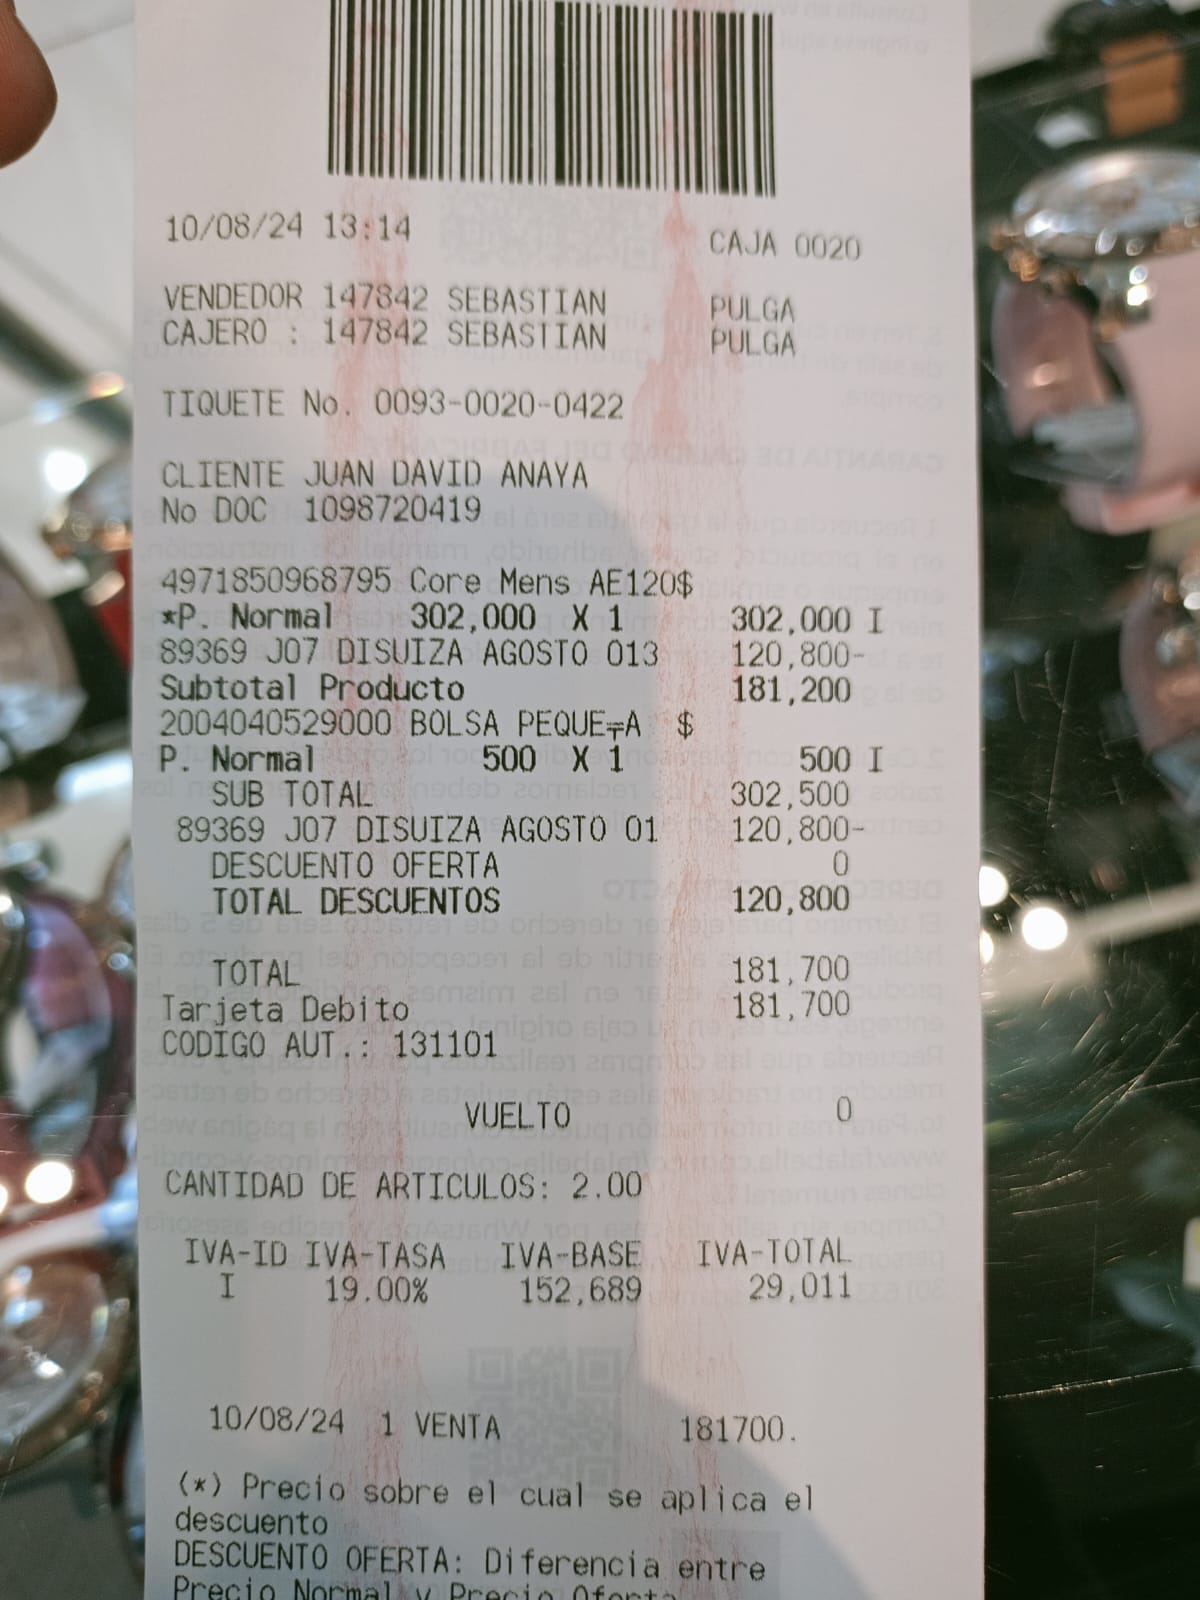 10/08/24 13:14 CAJA 0020
VENDEDOR 147842 SEBASTIAN PULGA
CAJERO : 147842 SEBASTIAN PULGA
TIQUETE No. 0093-0020-0422
CLIENTE JUAN DAVID ANAYA
No DOC 1098720419
4971850968795 Core Mens AE120$
*P. Normal 302,000 X 1 302,000 I
89369 J07 DISUIZA AGOSTO 013 120,800-
Subtotal Producto 181,200
2004040529000 BOLSA PEQUE╤A $
P. Normal 500 X 1 500 I
SUB TOTAL 302,500
89369 J07 DISUIZA AGOSTO 01 120,800-
DESCUENTO OFERTA 0
TOTAL DESCUENTOS 120,800
TOTAL 181,700
Tarjeta Debito 181,700
CODIGO AUT.: 131101
VUELTO 0
CANTIDAD DE ARTICULOS: 2.00
IVA-ID IVA-TASA IVA-BASE IVA-TOTAL
I 19.00% 152,689 29,011
10/08/24 1 VENTA 181700.
(*) Precio sobre el cual se aplica el
descuento
DESCUENTO OFERTA: Diferencia entre
Precio Normal y Precio Oferta